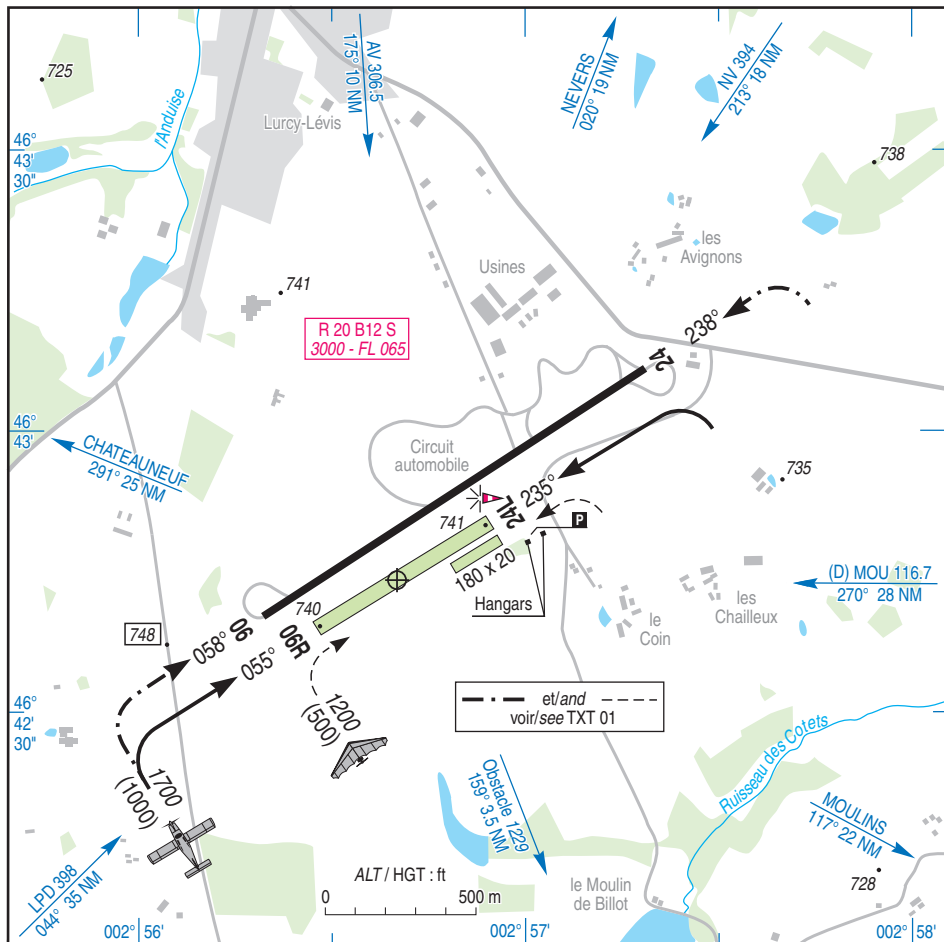 725
l'Anduise
Lurcy-Lévis
AV 306.5
175° 10 NM
NEVERS
020° 19 NM
NV 394
213° 18 NM
738
46°
43'
30"
les
Avignons
Usines
741
R 20 B12 S
3000 - FL 065
238°
24
46°
43'
CHATEAUNEUF
291° 25 NM
Circuit
automobile
735
235°
24L
741
P
180 x 20
Hangars
(D) MOU 116.7
270° 28 NM
les
Chailleux
le
Coin
740
748
058°
06
055°
06R
1200
(500)
et/and
voir/see TXT 01
46°
42'
30"
1700
(1000)
Obstacle 1229
159° 3.5 NM
Ruisseau des Cotets
MOULINS
117° 22 NM
LPD 398
044° 35 NM
ALT / HGT : ft
0
500 m
le Moulin
de Billot
728
002° 56'
002° 57'
002° 58'